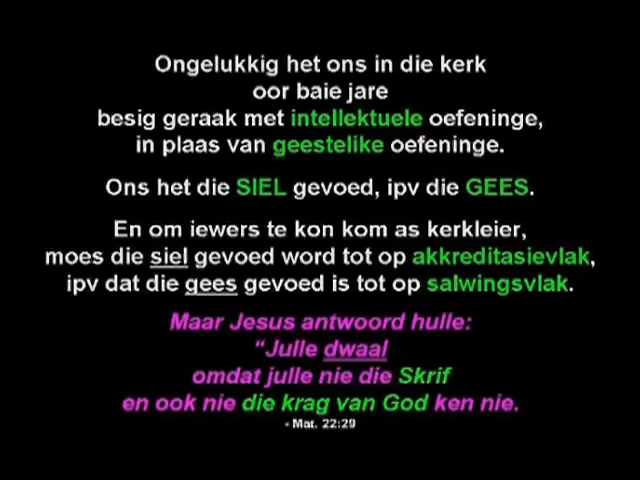 Ongelukkig het ons in die kerk
oor baie jare
besig geraak met intellektuele oefeninge,
in plaas van geestelike oefeninge.
Ons het die SIEL gevoed, ipv die GEES.
En om iewers te kon kom as kerkleier,
moes die siel gevoed word tot op akkreditasievlak,
ipv dat die gees gevoed is tot op salwingsvlak.
Maar Jesus antwoord hulle:
“Julle dwaal
omdat julle nie die Skrif
en ook nie die krag van God ken nie.
- Mat. 22:29